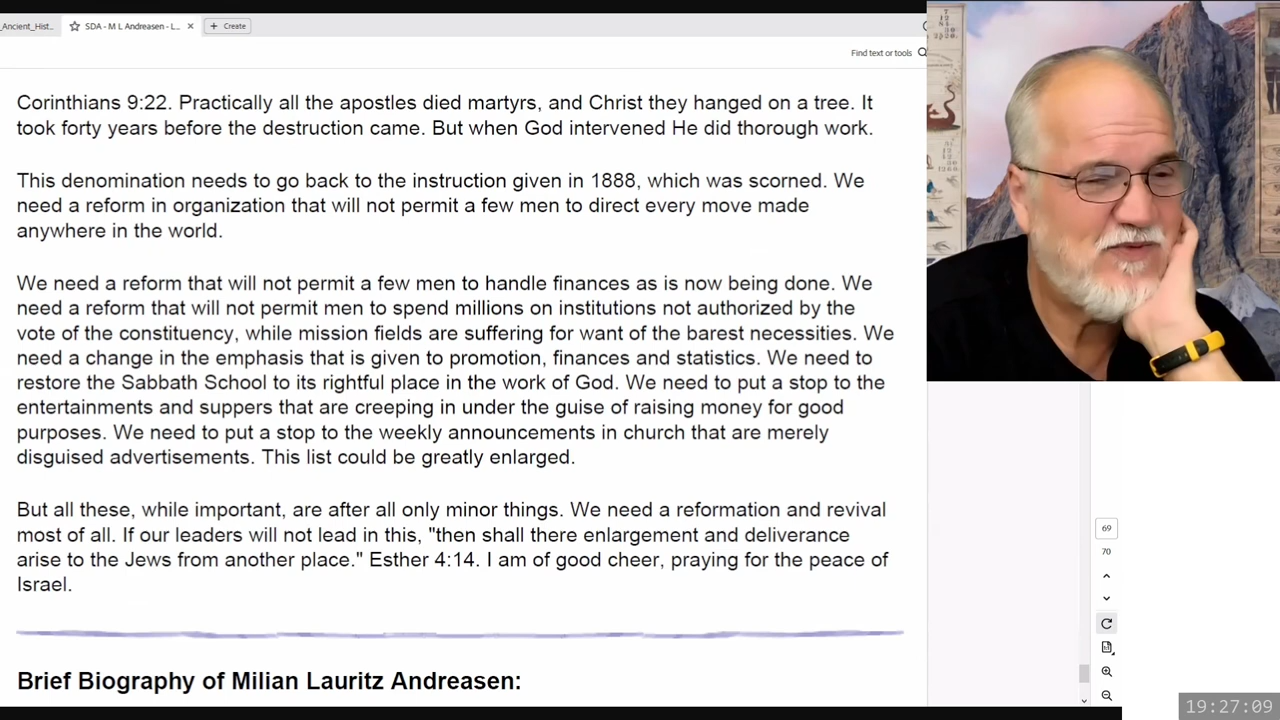 _Ancient_Hist...
SDA - M L Andreasen - L...
Create
Find text or tools
Corinthians 9:22. Practically all the apostles died martyrs, and Christ they hanged on a tree. It
took forty years before the destruction came. But when God intervened He did thorough work.
This denomination needs to go back to the instruction given in 1888, which was scorned. We
need a reform in organization that will not permit a few men to direct every move made
anywhere in the world.
We need a reform that will not permit a few men to handle finances as is now being done. We
need a reform that will not permit men to spend millions on institutions not authorized by the
vote of the constituency, while mission fields are suffering for want of the barest necessities. We
need a change in the emphasis that is given to promotion, finances and statistics. We need to
restore the Sabbath School to its rightful place in the work of God. We need to put a stop to the
entertainments and suppers that are creeping in under the guise of raising money for good
purposes. We need to put a stop to the weekly announcements in church that are merely
disguised advertisements. This list could be greatly enlarged.
But all these, while important, are after all only minor things. We need a reformation and revival
most of all. If our leaders will not lead in this, "then shall there enlargement and deliverance
arise to the Jews from another place." Esther 4:14. I am of good cheer, praying for the peace of
Israel.
Brief Biography of Milian Lauritz Andreasen:
69
70
19:27:09